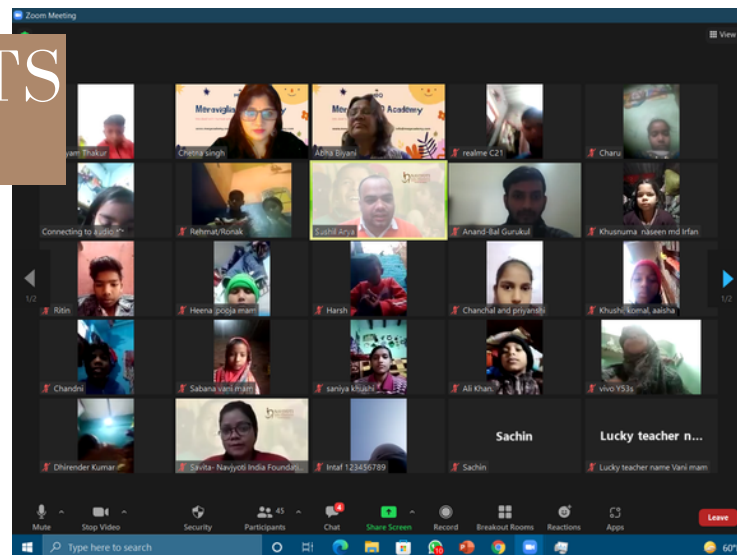 Zoom Meeting
View
TS
yam Thakur
Chetra singh
Abha Biyani
realme C21
Charu
Connecting to audio
Rehmat/Ronak
Sushil Arya
Anand-Bal Gurukul
Khusnuma naseen md Irfan
1/2
Ritin
Heena pooja mam
Harsh
Chanchal and priyanshi
Khushi, komal, aaisha
1/2
Chandni
Sabana vani mam
saniya khushi
Ali Khan.
vivo Y53s
Dhirender Kumar
Savita- Navjyoti India Foundati...
Intaf 123456789
Sachin
Sachin
Lucky teacher n...
Lucky teacher name Vani mam
Mute
Stop Video
Security
45
Participants
4
Chat
Share Screen
Record
Breakout Rooms
Reactions
Apps
Leave
Type here to search
10
60°